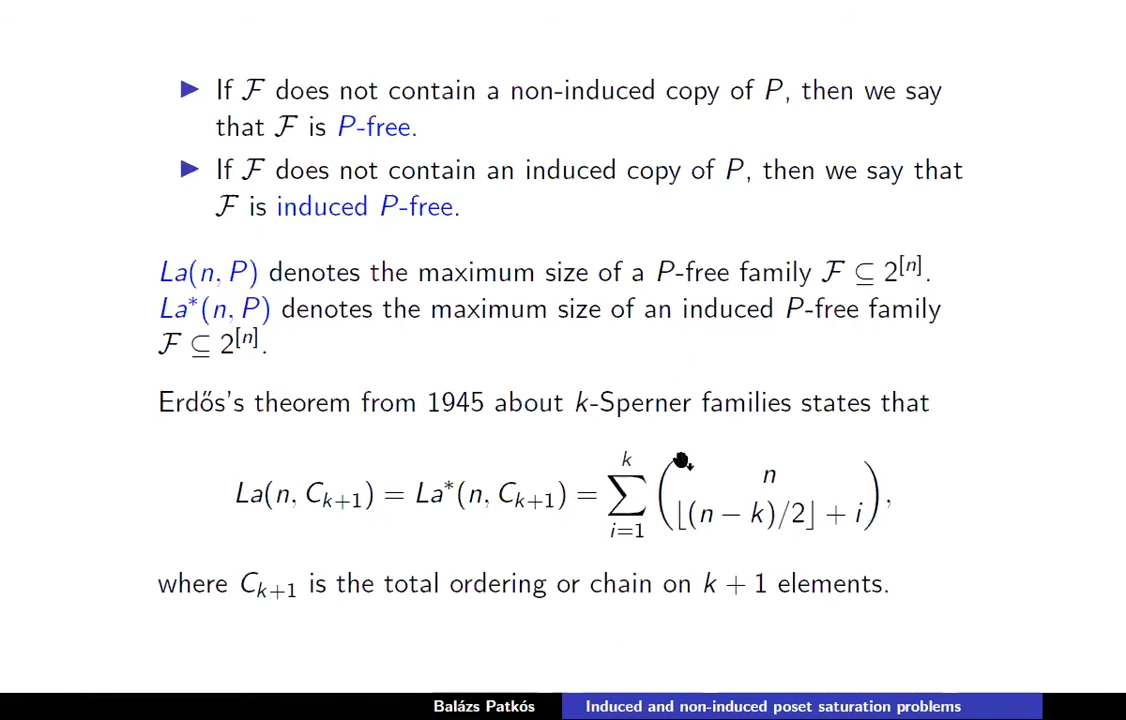 ▶ If ℱ does not contain a non-induced copy of P, then we say
that ℱ is P-free.
▶ If ℱ does not contain an induced copy of P, then we say that
ℱ is induced P-free.
La(n, P) denotes the maximum size of a P-free family ℱ ⊆ 2^[n].
La*(n, P) denotes the maximum size of an induced P-free family
ℱ ⊆ 2^[n].
Erdős's theorem from 1945 about k-Sperner families states that
La(n, C_{k+1}) = La*(n, C_{k+1}) = \sum_{i=1}^{k} \binom{n}{⌊(n − k)/2⌋ + i},
where C_{k+1} is the total ordering or chain on k + 1 elements.
Balázs Patkós Induced and non-induced poset saturation problems